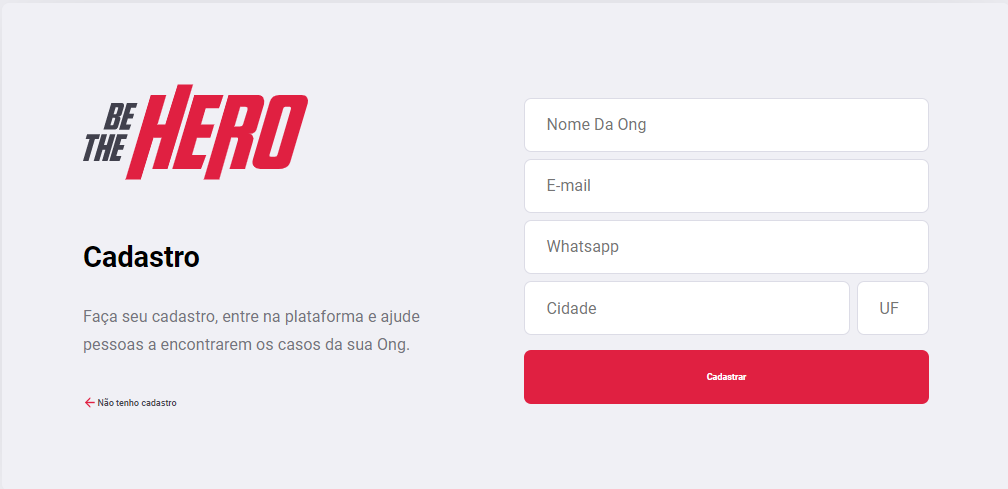 BE
THE HERO
Cadastro
Faça seu cadastro, entre na plataforma e ajude
pessoas a encontrarem os casos da sua Ong.
Não tenho cadastro
Nome Da Ong
E-mail
Whatsapp
Cidade UF
Cadastrar